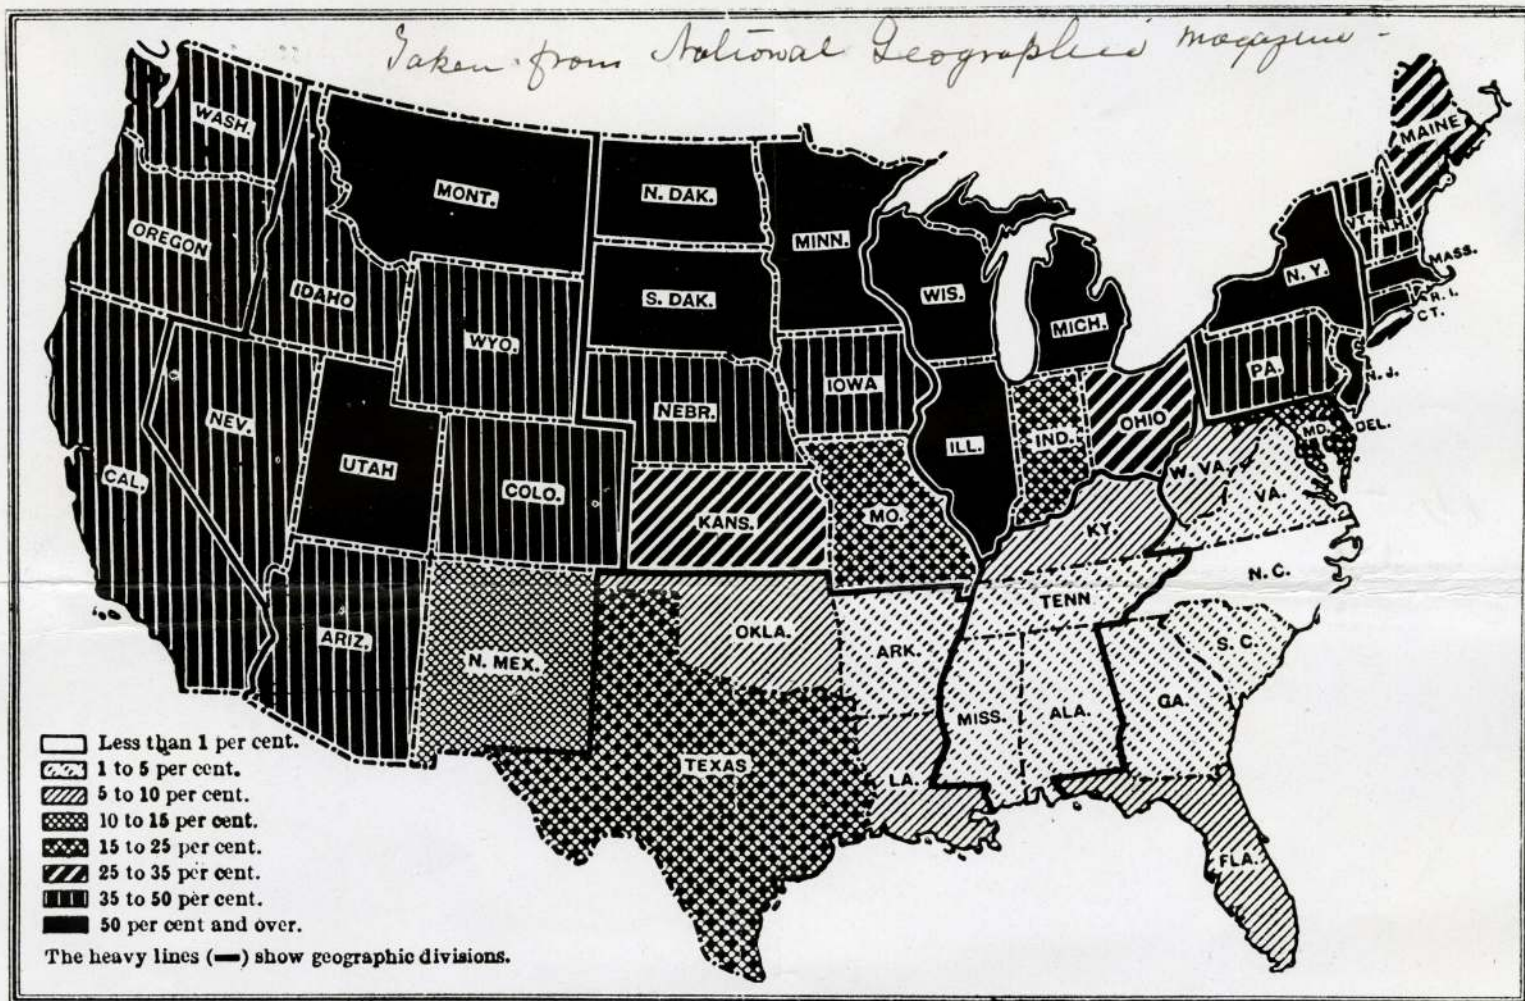 Taken from National Geographic magazine -
WASH.
MONT.
N. DAK.
MINN.
MAINE
OREGON
IDAHO
S. DAK.
WIS.
MICH.
N. Y.
VT.
N.H.
MASS.
R. I.
CT.
WYO.
IOWA
PA.
N. J.
NEV.
NEBR.
ILL.
IND.
OHIO
MD.
DEL.
CAL.
UTAH
COLO.
KANS.
MO.
W. VA.
VA.
KY.
N. C.
TENN
ARIZ.
N. MEX.
OKLA.
ARK.
S. C.
MISS.
ALA.
GA.
TEXAS
LA.
FLA.
Less than 1 per cent.
1 to 5 per cent.
5 to 10 per cent.
10 to 15 per cent.
15 to 25 per cent.
25 to 35 per cent.
35 to 50 per cent.
50 per cent and over.
The heavy lines (▬) show geographic divisions.